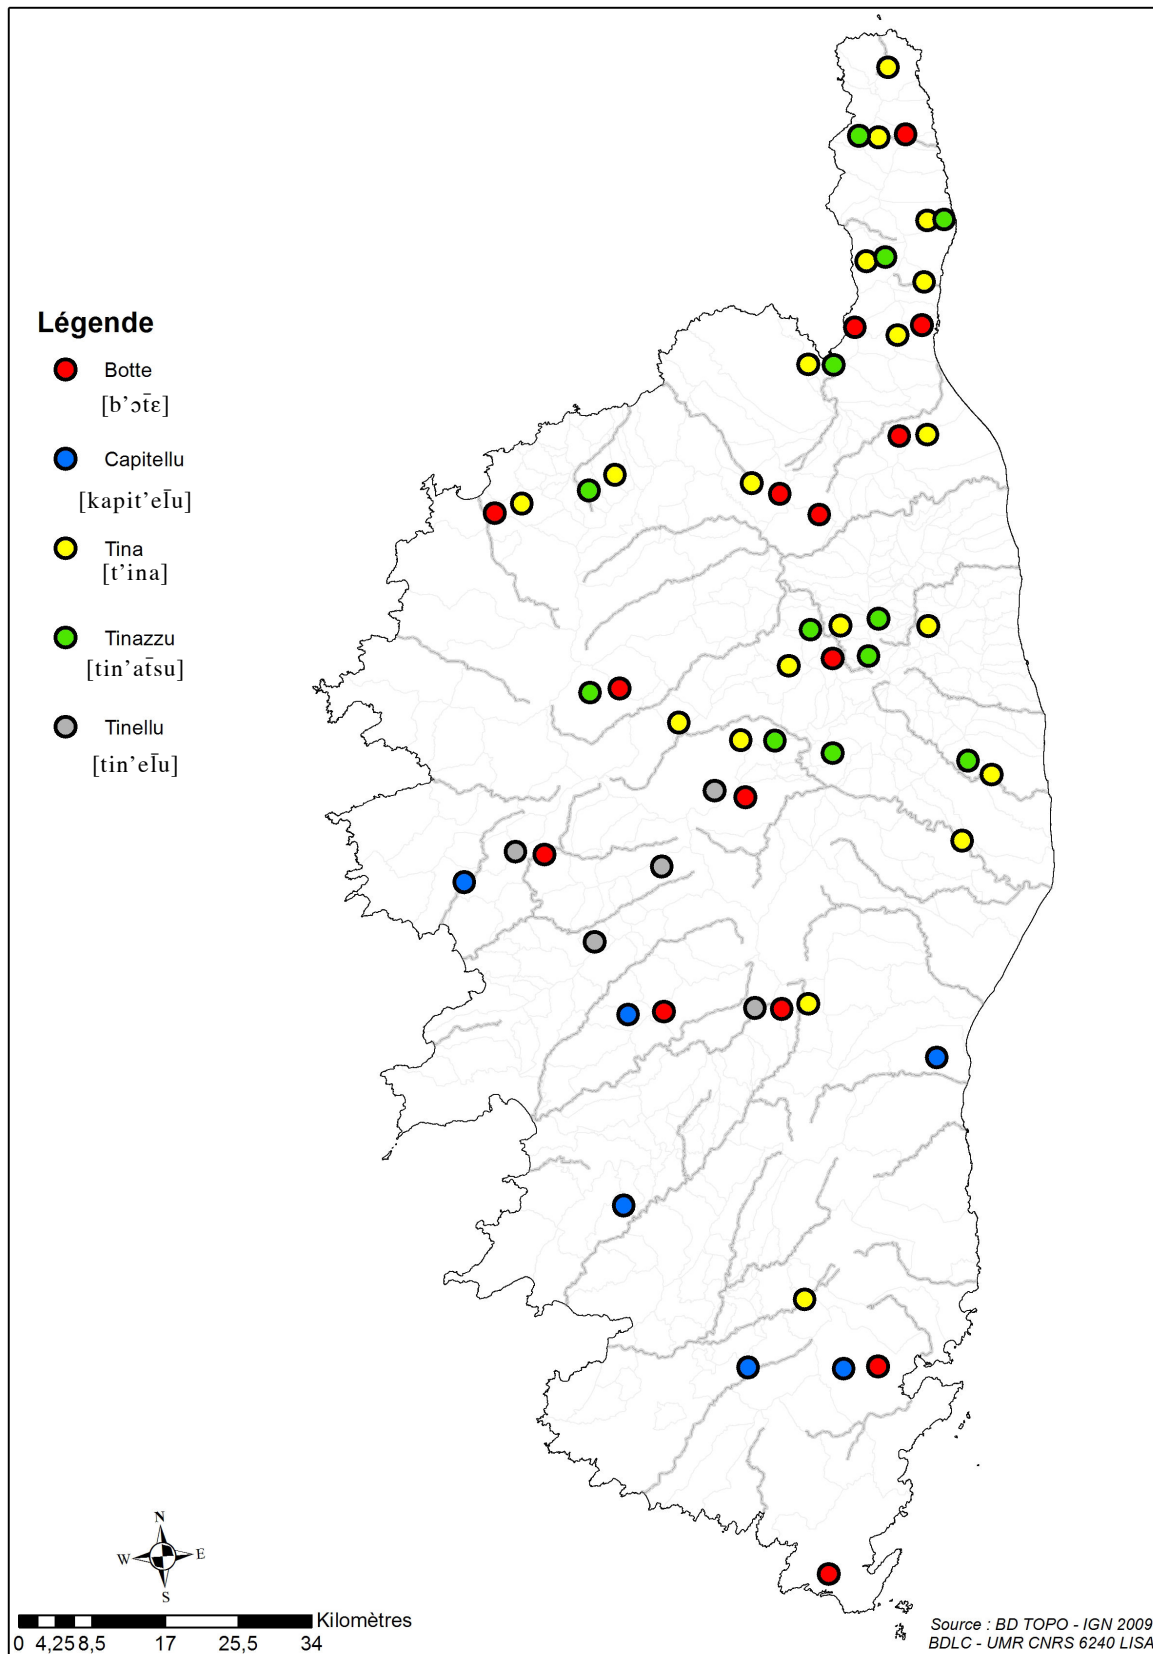 Légende
Botte
[b'ɔt̄ɛ]
Capitellu
[kapit'el̄u]
Tina
[t'ina]
Tinazzu
[tin'at̄su]
Tinellu
[tin'el̄u]
N
W E
S
Kilomètres
0 4,25 8,5 17 25,5 34
Source : BD TOPO - IGN 2009
BDLC - UMR CNRS 6240 LISA